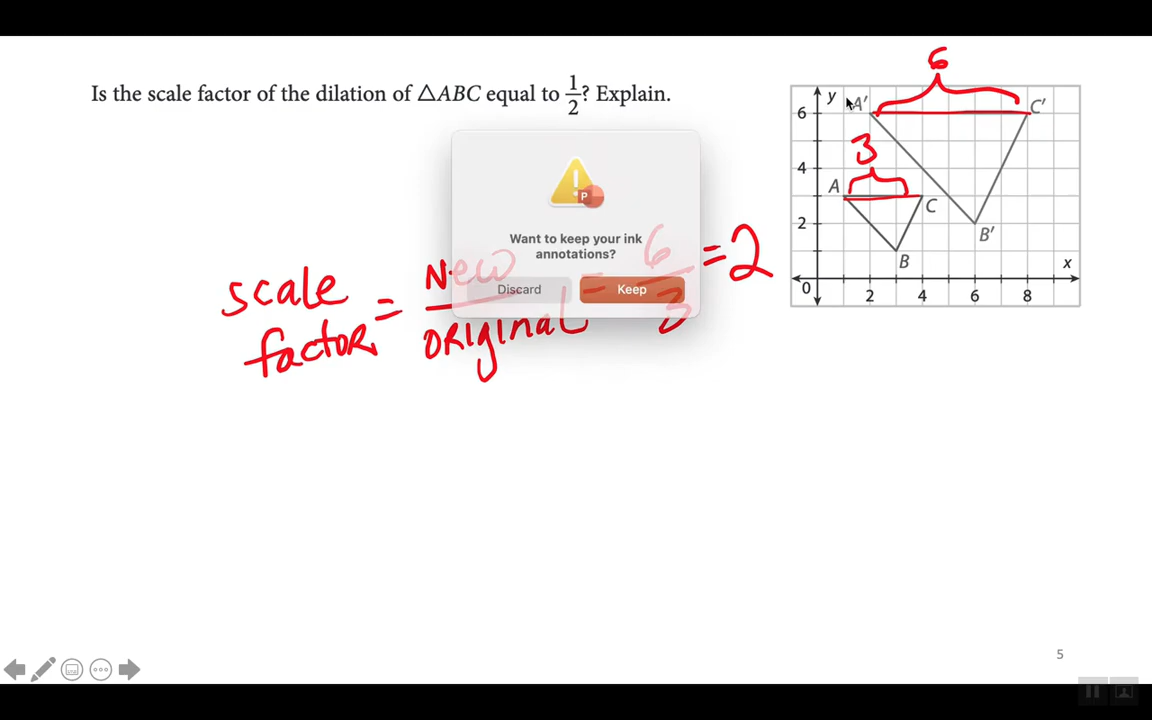 Is the scale factor of the dilation of △ABC equal to 1/2? Explain.
6
y
A'
C'
6
3
4
A
C
2
B'
B
x
0
2
4
6
8
Want to keep your ink
annotations?
Discard
Keep
scale
factor = New/original = 6/3 = 2
5